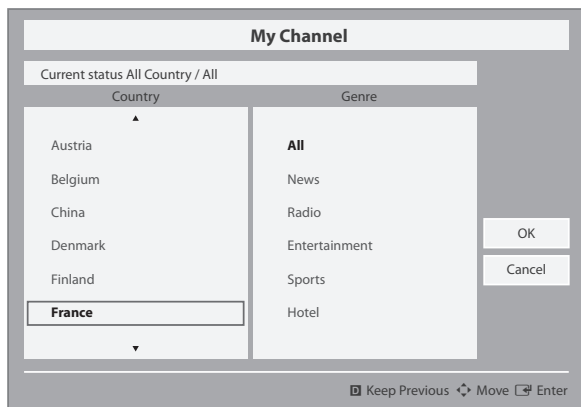 My Channel
Current status All Country / All
Country Genre
Austria All
Belgium News
China Radio
Denmark Entertainment
Finland Sports
France Hotel
OK
Cancel
D Keep Previous Move Enter